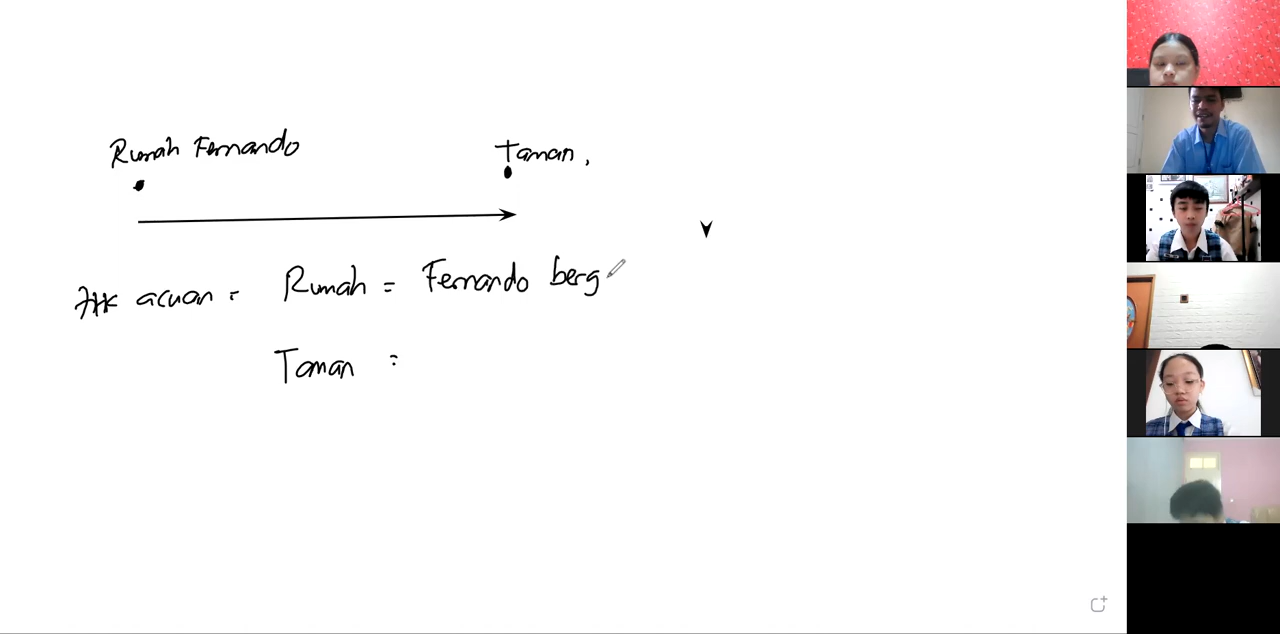 Rumah Fernando
Taman,
Ttk acuan = Rumah = Fernando berg
Taman =